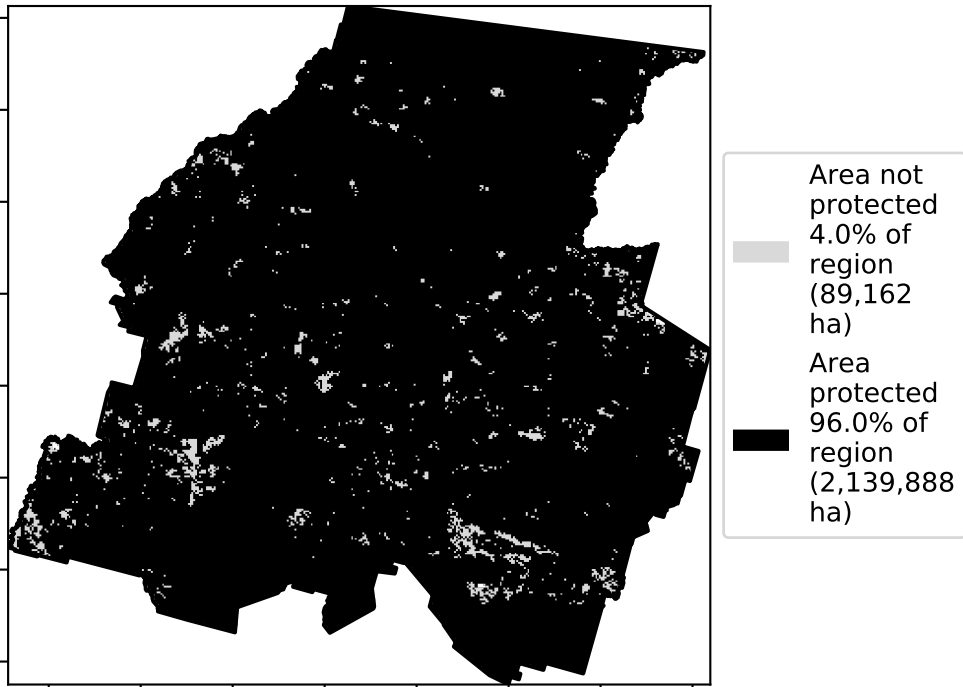 Area not
protected
4.0% of
region
(89,162
ha)
Area
protected
96.0% of
region
(2,139,888
ha)